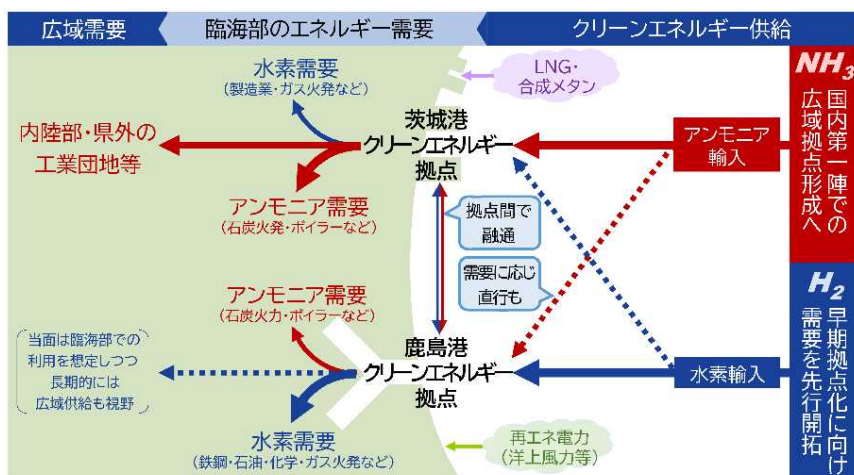 広域需要
臨海部のエネルギー需要
クリーンエネルギー供給
水素需要
(製造業・ガス火発など)
LNG・
合成メタン
NH3
国内第一陣での
広域拠点形成へ
内陸部・県外の
工業団地等
茨城港
クリーンエネルギー
拠点
アンモニア
輸入
アンモニア需要
(石炭火発・ボイラーなど)
拠点間で
融通
需要に応じ
直行も
アンモニア需要
(石炭火力・ボイラーなど)
H2
早期拠点化に向け
需要を先行開拓
当面は臨海部での
利用を想定しつつ
長期的には
広域供給も視野
鹿島港
クリーンエネルギー
拠点
水素輸入
水素需要
(鉄鋼・石油・化学・ガス火発など)
再エネ電力
(洋上風力等)